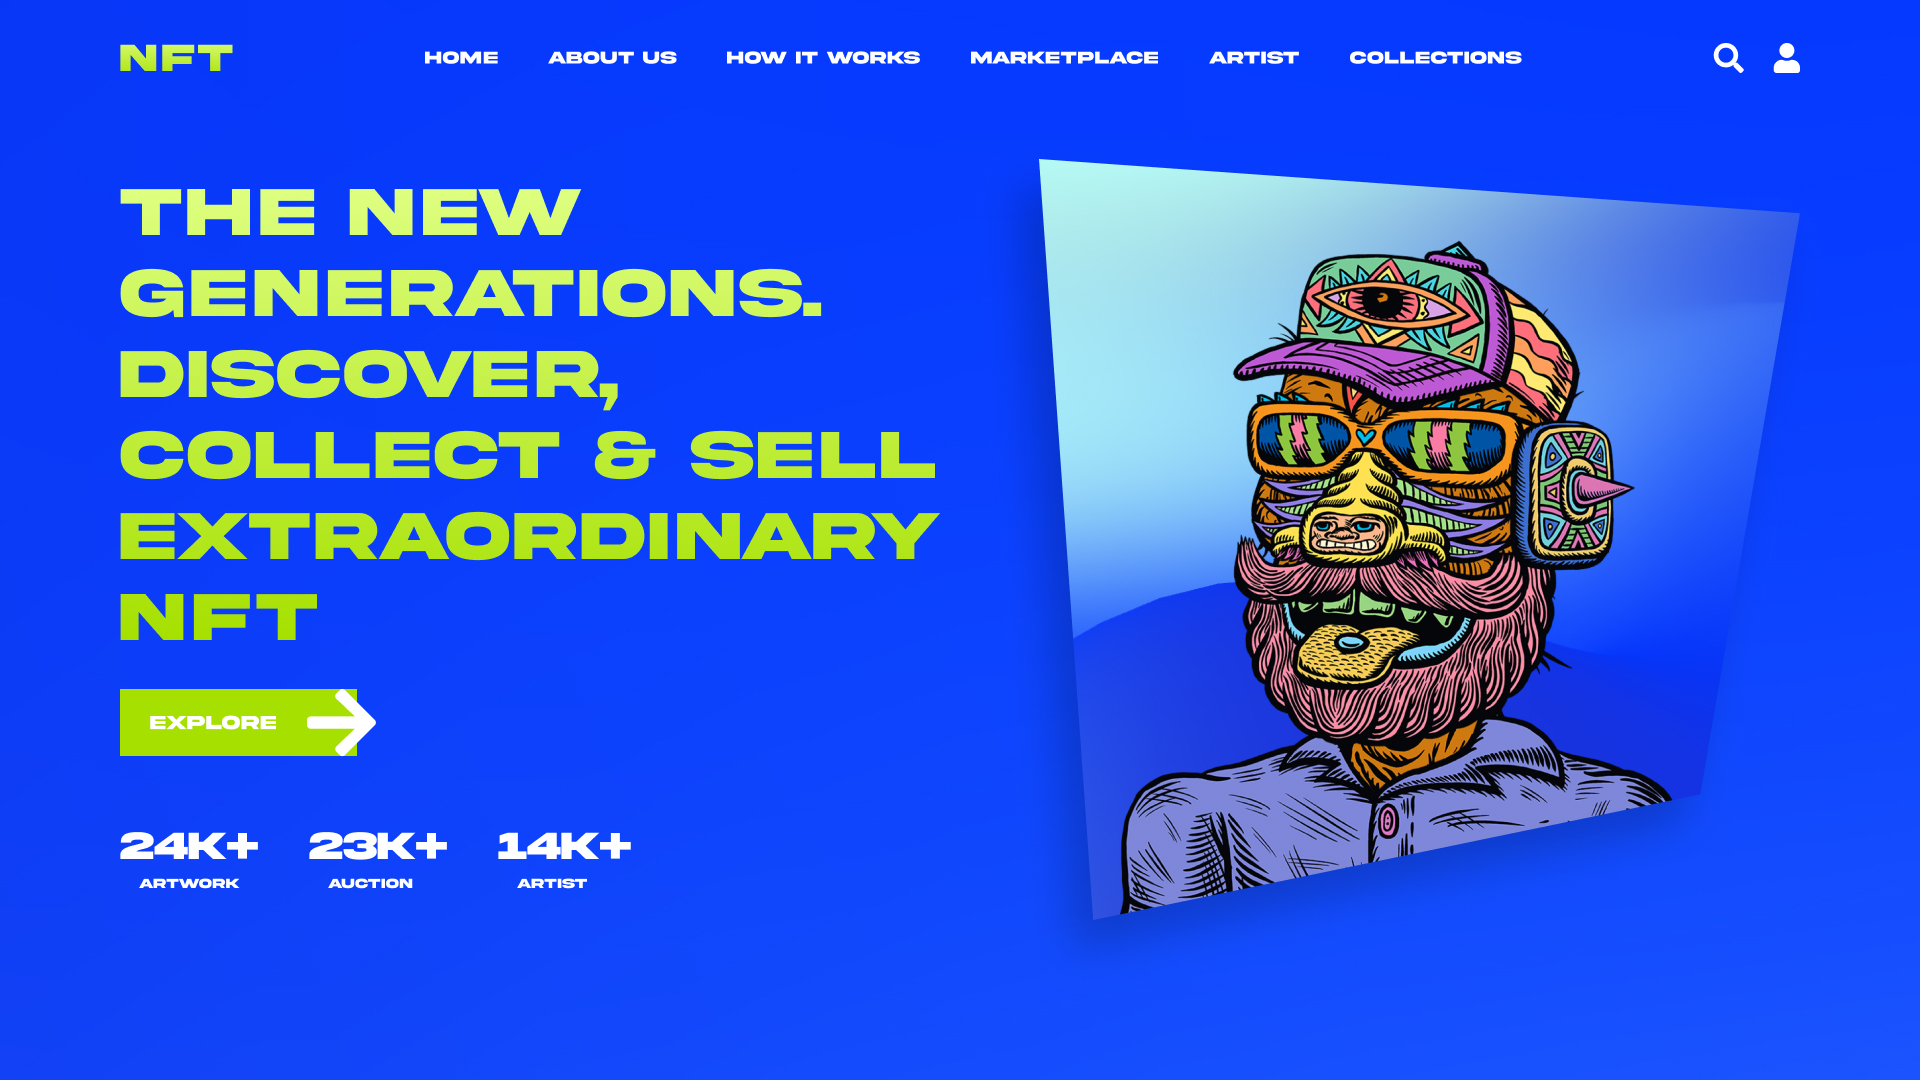 NFT
HOME
ABOUT US
HOW IT WORKS
MARKETPLACE
ARTIST
COLLECTIONS
THE NEW
GENERATIONS.
DISCOVER,
COLLECT & SELL
EXTRAORDINARY
NFT
EXPLORE
24K+
ARTWORK
23K+
AUCTION
14K+
ARTIST